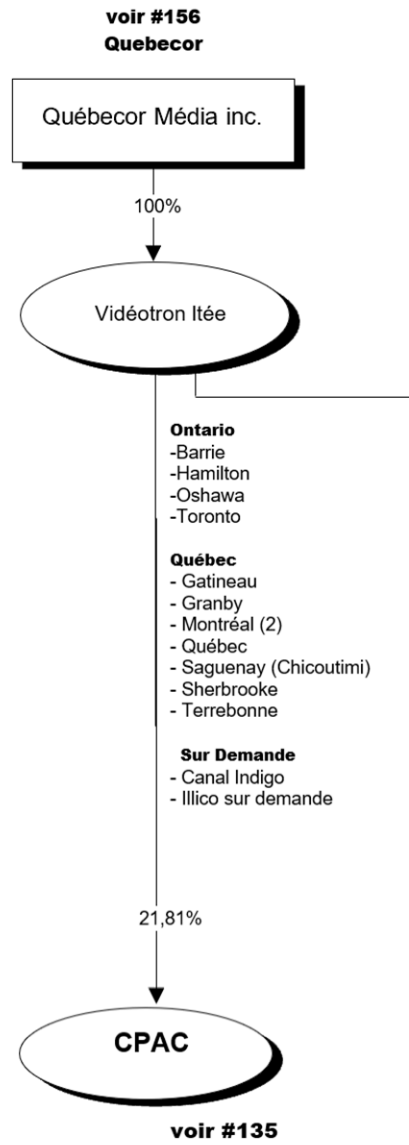 voir #156
Quebecor
Québecor Média inc.
100%
Vidéotron ltée
Ontario
-Barrie
-Hamilton
-Oshawa
-Toronto
Québec
- Gatineau
- Granby
- Montréal (2)
- Québec
- Saguenay (Chicoutimi)
- Sherbrooke
- Terrebonne
Sur Demande
- Canal Indigo
- Illico sur demande
21,81%
CPAC
voir #135